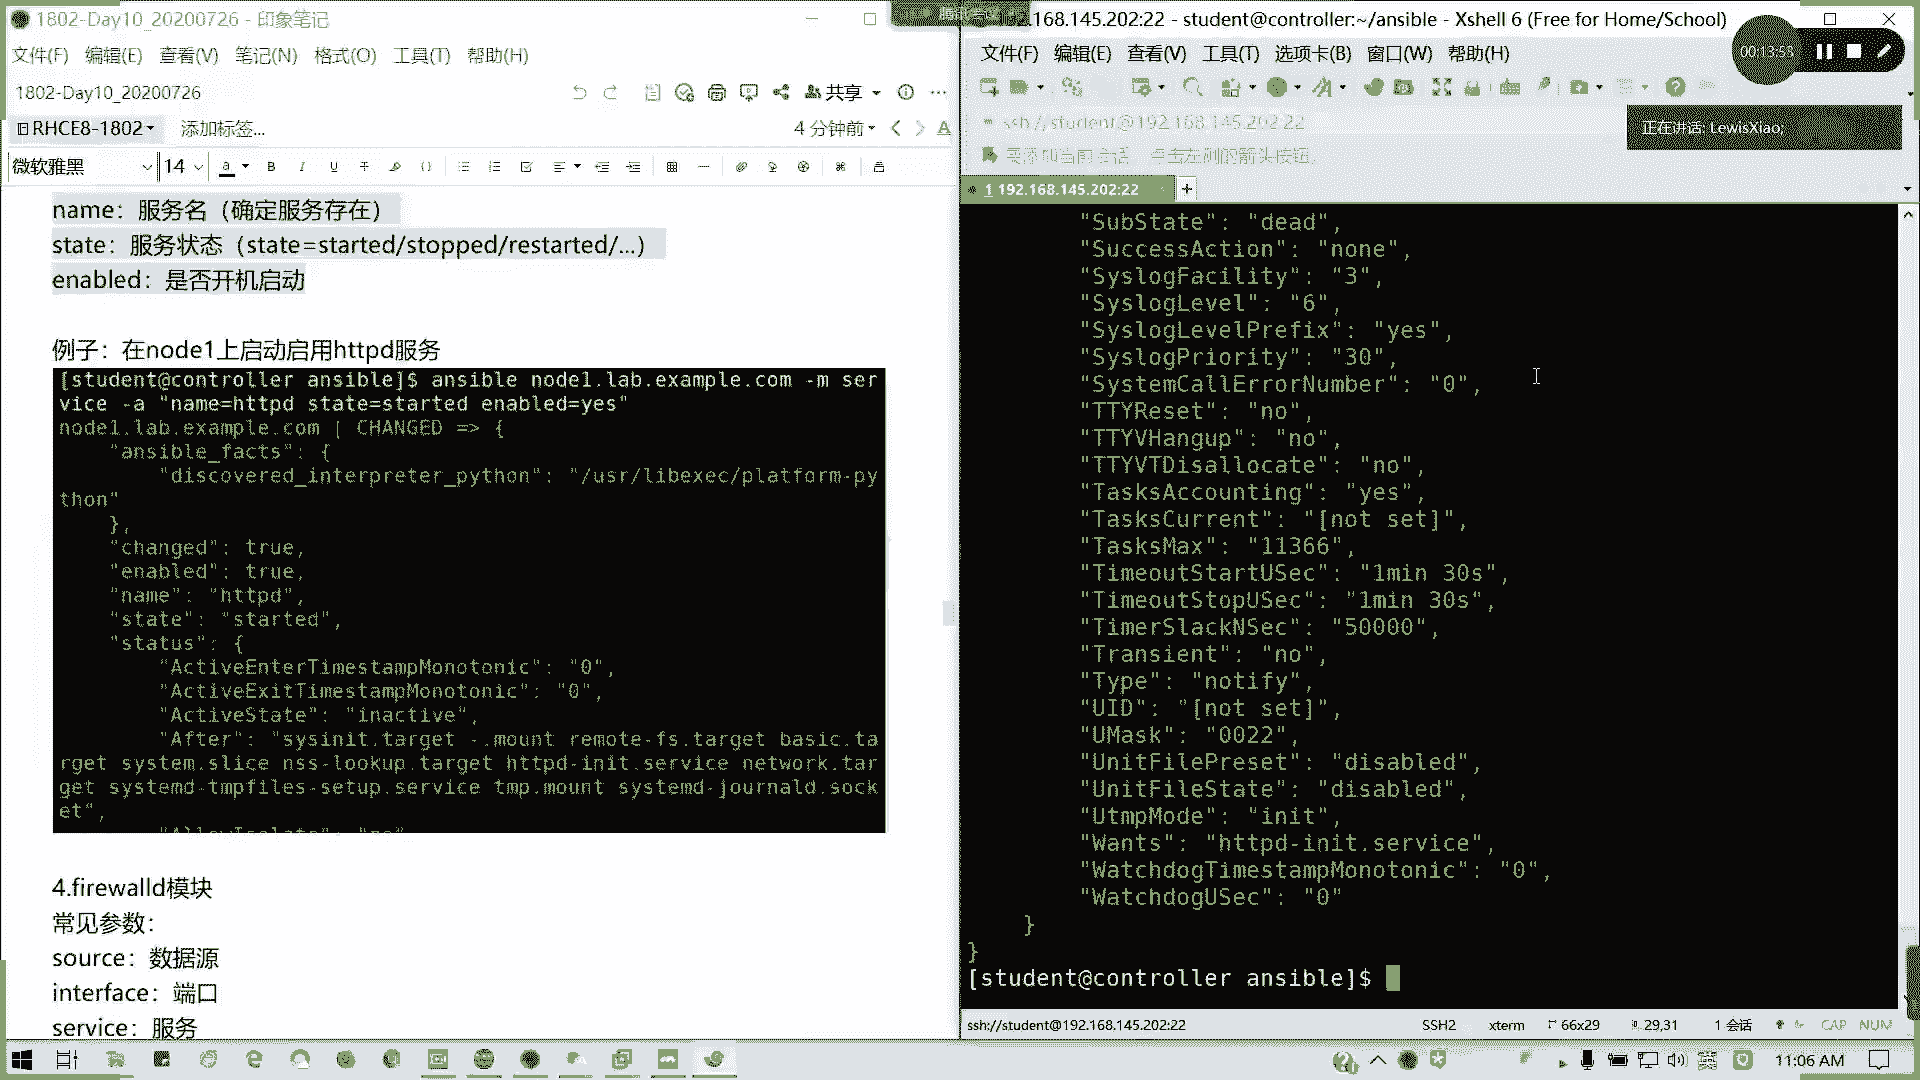 1802-Day10_20200726 - 印象笔记
文件(F) 编辑(E) 查看(V) 笔记(N) 格式(O) 工具(T) 帮助(H)
1802-Day10_20200726
共享
RHCE8-1802
添加标签...
4 分钟前
微软雅黑
14
name：服务名（确定服务存在）
state：服务状态（state=started/stopped/restarted/...）
enabled：是否开机启动
例子：在node1上启动启用httpd服务
[student@controller ansible]$ ansible node1.lab.example.com -m ser
vice -a "name=httpd state=started enabled=yes"
node1.lab.example.com | CHANGED => {
"ansible_facts": {
"discovered_interpreter_python": "/usr/libexec/platform-py
thon"
},
"changed": true,
"enabled": true,
"name": "httpd",
"state": "started",
"status": {
"ActiveEnterTimestampMonotonic": "0",
"ActiveExitTimestampMonotonic": "0",
"ActiveState": "inactive",
"After": "sysinit.target -.mount remote-fs.target basic.ta
rget system.slice nss-lookup.target httpd-init.service network.tar
get systemd-tmpfiles-setup.service tmp.mount systemd-journald.sock
et",
4.firewalld模块
常见参数：
source：数据源
interface：端口
service：服务
.168.145.202:22 - student@controller:~/ansible - Xshell 6 (Free for Home/School)
文件(F) 编辑(E) 查看(V) 工具(T) 选项卡(B) 窗口(W) 帮助(H)
00:13:53
ssh://student@192.168.145.202:22
正在讲话: LewisXiao;
要添加当前会话，点击左侧的箭头按钮。
1 192.168.145.202:22
"SubState": "dead",
"SuccessAction": "none",
"SyslogFacility": "3",
"SyslogLevel": "6",
"SyslogLevelPrefix": "yes",
"SyslogPriority": "30",
"SystemCallErrorNumber": "0",
"TTYReset": "no",
"TTYVHangup": "no",
"TTYVTDisallocate": "no",
"TasksAccounting": "yes",
"TasksCurrent": "[not set]",
"TasksMax": "11366",
"TimeoutStartUSec": "1min 30s",
"TimeoutStopUSec": "1min 30s",
"TimerSlackNSec": "50000",
"Transient": "no",
"Type": "notify",
"UID": "[not set]",
"UMask": "0022",
"UnitFilePreset": "disabled",
"UnitFileState": "disabled",
"UtmpMode": "init",
"Wants": "httpd-init.service",
"WatchdogTimestampMonotonic": "0",
"WatchdogUSec": "0"
}
}
[student@controller ansible]$
ssh://student@192.168.145.202:22
SSH2 xterm 66x29 29,31 1 会话 CAP NUM
英
11:06 AM